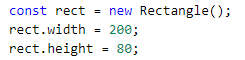 const rect = new Rectangle();
rect.width = 200;
rect.height = 80;